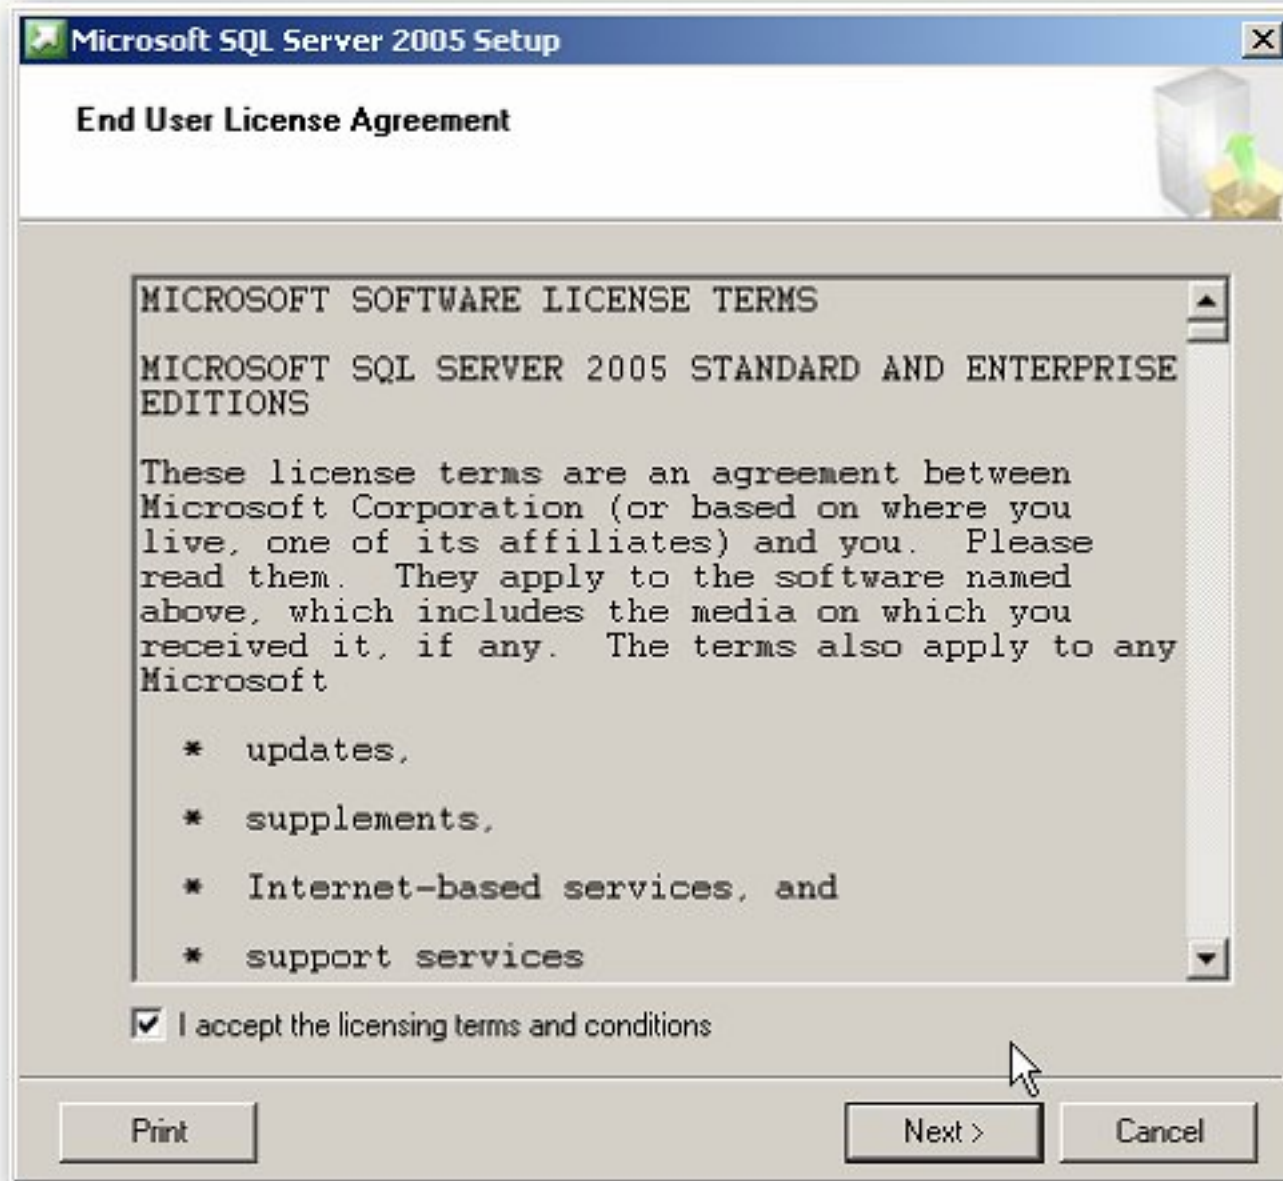 Microsoft SQL Server 2005 Setup
End User License Agreement
MICROSOFT SOFTWARE LICENSE TERMS
MICROSOFT SQL SERVER 2005 STANDARD AND ENTERPRISE
EDITIONS
These license terms are an agreement between
Microsoft Corporation (or based on where you
live, one of its affiliates) and you.  Please
read them.  They apply to the software named
above, which includes the media on which you
received it, if any.  The terms also apply to any
Microsoft
*  updates,
*  supplements,
*  Internet-based services, and
*  support services
I accept the licensing terms and conditions
Print Next > Cancel